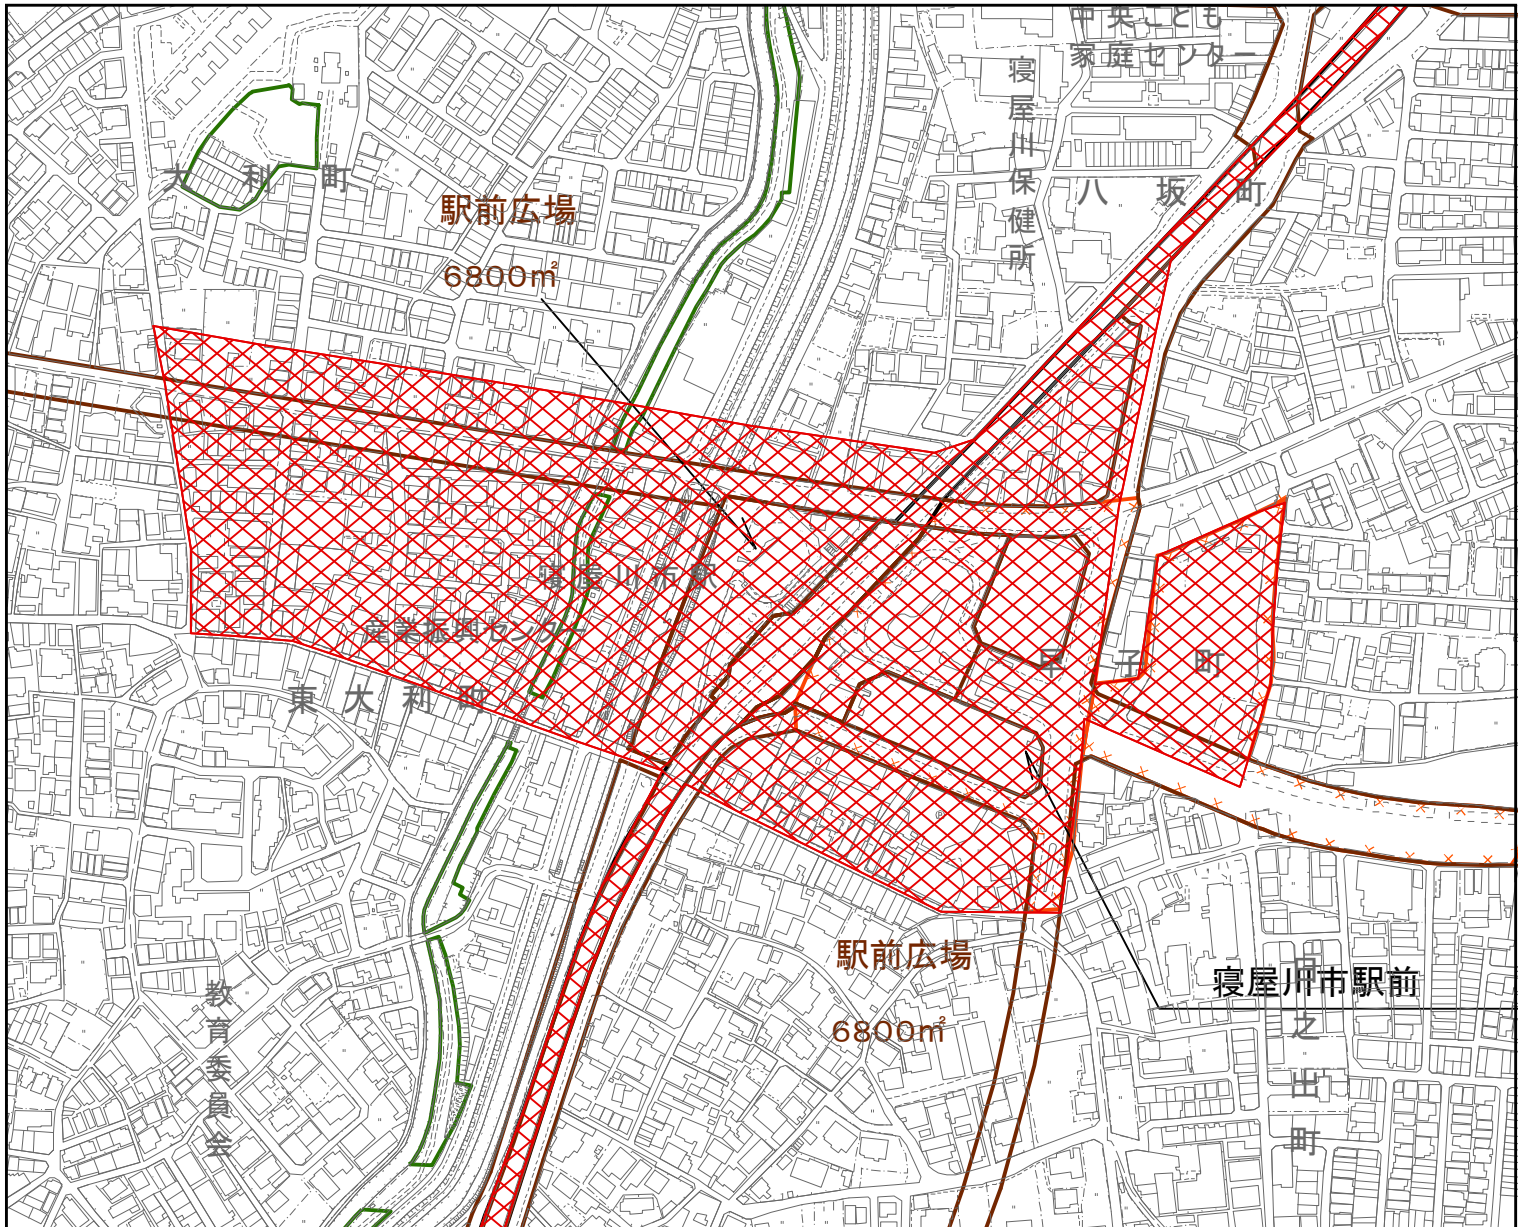 中央こども
家庭センター
寝屋川保健所
大利町
八坂町
駅前広場
6800㎡
寝屋川市駅
産業振興センター
早子町
東大利町
駅前広場
6800㎡
寝屋川市駅前
日之出町
教育委員会